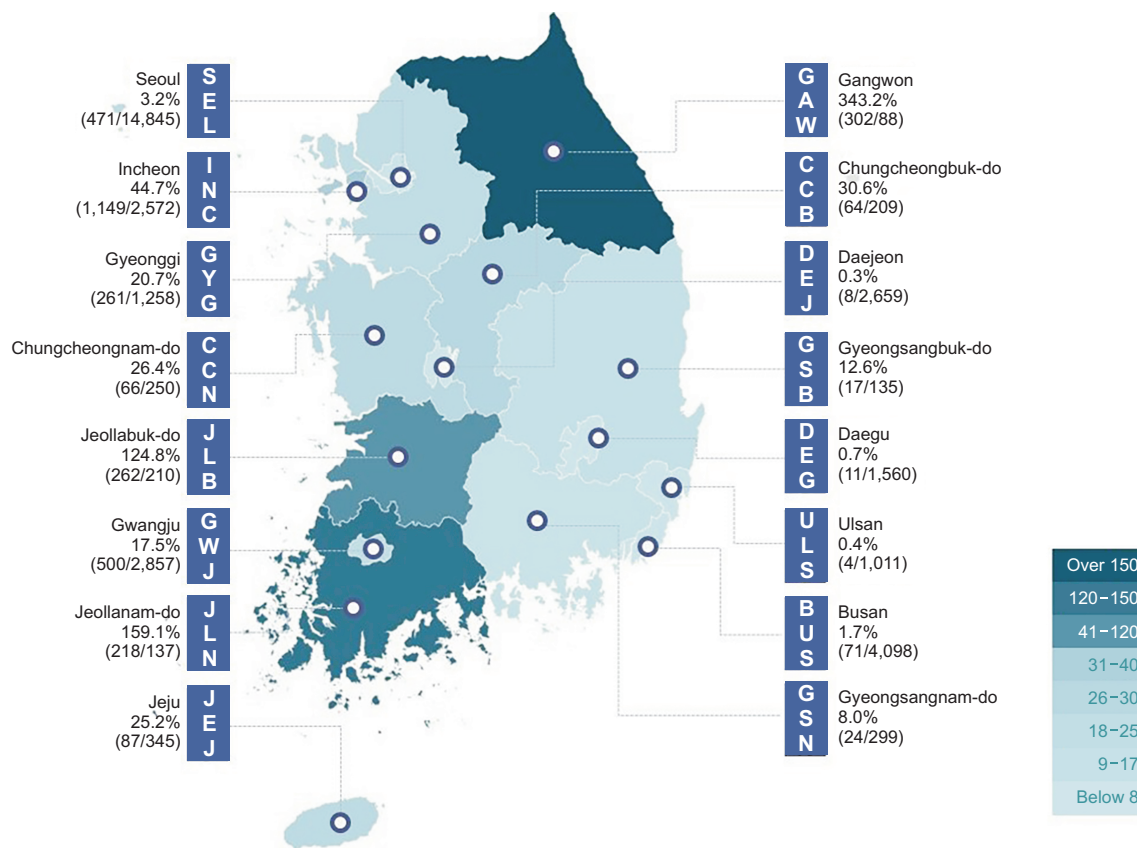 Seoul
3.2%
(471/14,845)
S
E
L
Incheon
44.7%
(1,149/2,572)
I
N
C
Gyeonggi
20.7%
(261/1,258)
G
Y
G
Chungcheongnam-do
26.4%
(66/250)
C
C
N
Jeollabuk-do
124.8%
(262/210)
J
L
B
Gwangju
17.5%
(500/2,857)
G
W
J
Jeollanam-do
159.1%
(218/137)
J
L
N
Jeju
25.2%
(87/345)
J
E
J
G
A
W
Gangwon
343.2%
(302/88)
C
C
B
Chungcheongbuk-do
30.6%
(64/209)
D
E
J
Daejeon
0.3%
(8/2,659)
G
S
B
Gyeongsangbuk-do
12.6%
(17/135)
D
E
G
Daegu
0.7%
(11/1,560)
U
L
S
Ulsan
0.4%
(4/1,011)
B
U
S
Busan
1.7%
(71/4,098)
G
S
N
Gyeongsangnam-do
8.0%
(24/299)
Over 150
120−150
41−120
31−40
26−30
18−25
9−17
Below 8